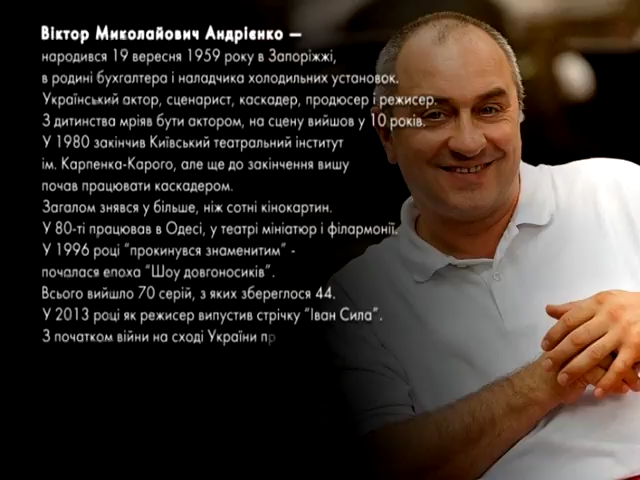 Віктор Миколайович Андрієнко —
народився 19 вересня 1959 року в Запоріжжі,
в родині бухгалтера і наладчика холодильних установок.
Український актор, сценарист, каскадер, продюсер і режисер.
З дитинства мріяв бути актором, на сцену вийшов у 10 років.
У 1980 закінчив Київський театральний інститут
ім. Карпенка-Карого, але ще до закінчення вишу
почав працювати каскадером.
Загалом знявся у більше, ніж сотні кінокартин.
У 80-ті працював в Одесі, у театрі мініатюр і філармонії.
У 1996 році "прокинувся знаменитим" -
почалася епоха "Шоу довгоносиків".
Всього вийшло 70 серій, з яких збереглося 44.
У 2013 році як режисер випустив стрічку "Іван Сила".
З початком війни на сході України пр